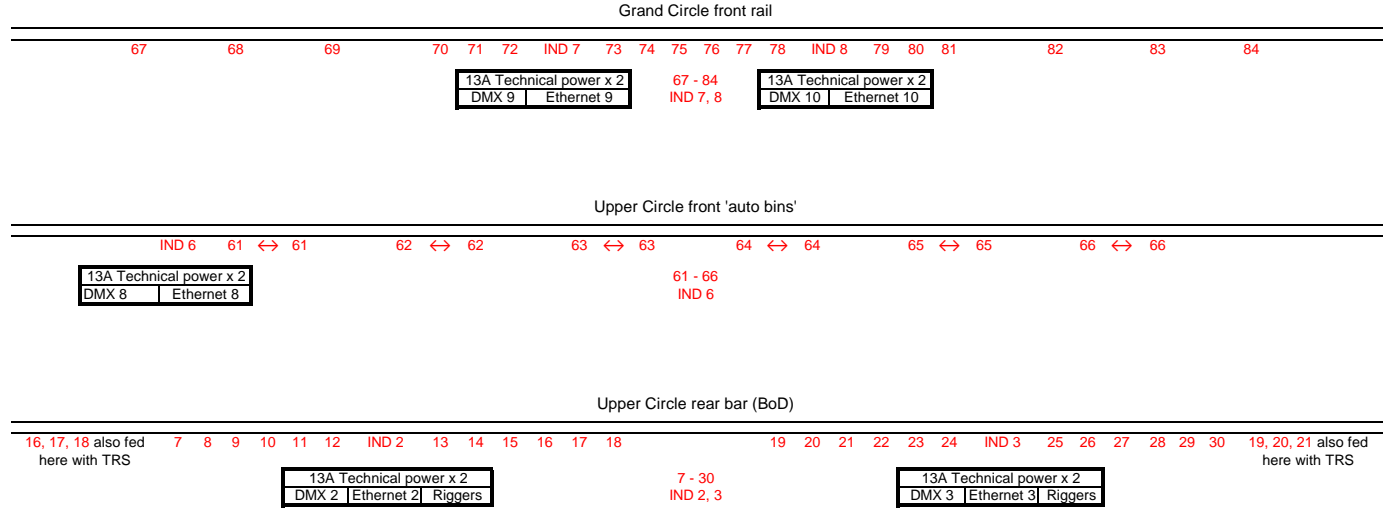 Grand Circle front rail
67 68 69 70 71 72 IND 7 73 74 75 76 77 78 IND 8 79 80 81 82 83 84
13A Technical power x 2 67 - 84 13A Technical power x 2
DMX 9 Ethernet 9 IND 7, 8 DMX 10 Ethernet 10
Upper Circle front 'auto bins'
IND 6 61 ↔ 61 62 ↔ 62 63 ↔ 63 64 ↔ 64 65 ↔ 65 66 ↔ 66
13A Technical power x 2 61 - 66
DMX 8 Ethernet 8 IND 6
Upper Circle rear bar (BoD)
16, 17, 18 also fed 7 8 9 10 11 12 IND 2 13 14 15 16 17 18 19 20 21 22 23 24 IND 3 25 26 27 28 29 30 19, 20, 21 also fed
here with TRS here with TRS
13A Technical power x 2 7 - 30 13A Technical power x 2
DMX 2 Ethernet 2 Riggers IND 2, 3 DMX 3 Ethernet 3 Riggers